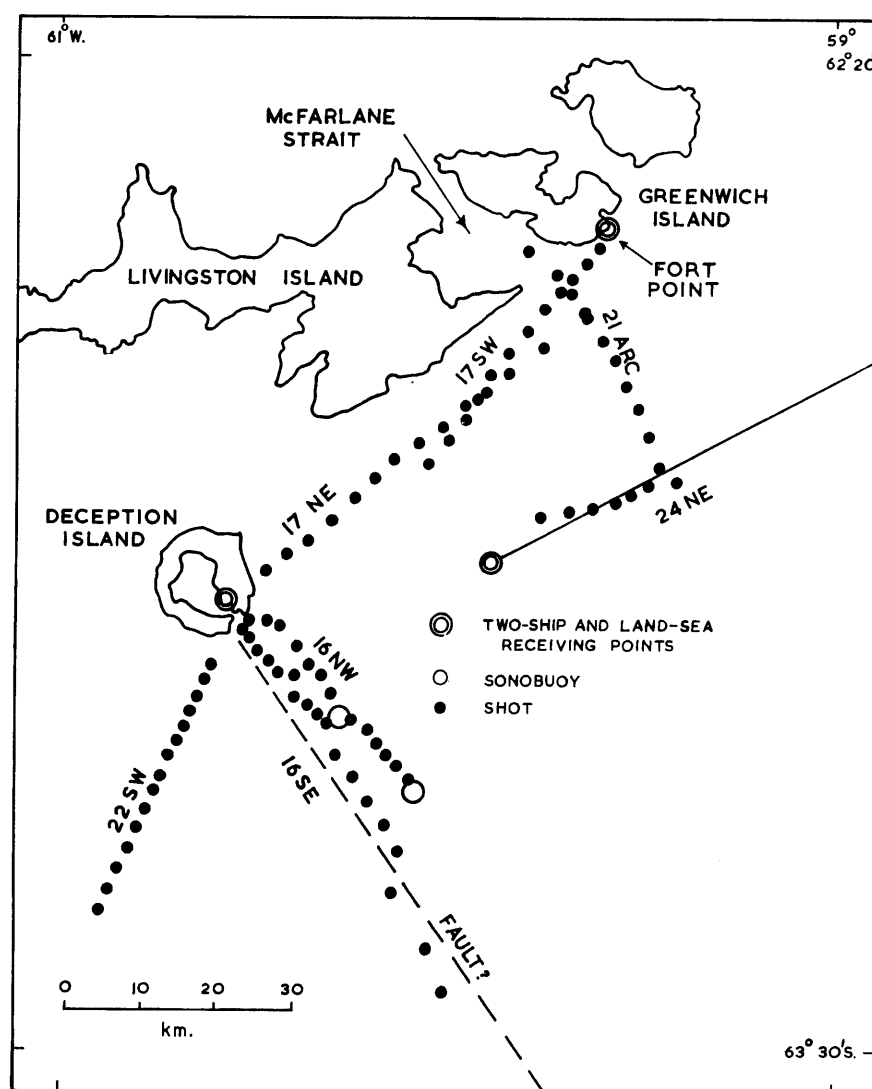 61°W.
59°
62°20
McFARLANE
STRAIT
GREENWICH
ISLAND
FORT
POINT
LIVINGSTON ISLAND
17 SW
21 ARC
17 NE
24 NE
DECEPTION
ISLAND
TWO-SHIP AND LAND-SEA
RECEIVING POINTS
SONOBUOY
SHOT
16 NW
16 SE
22 SW
FAULT?
0 10 20 30
km.
63°30'S.